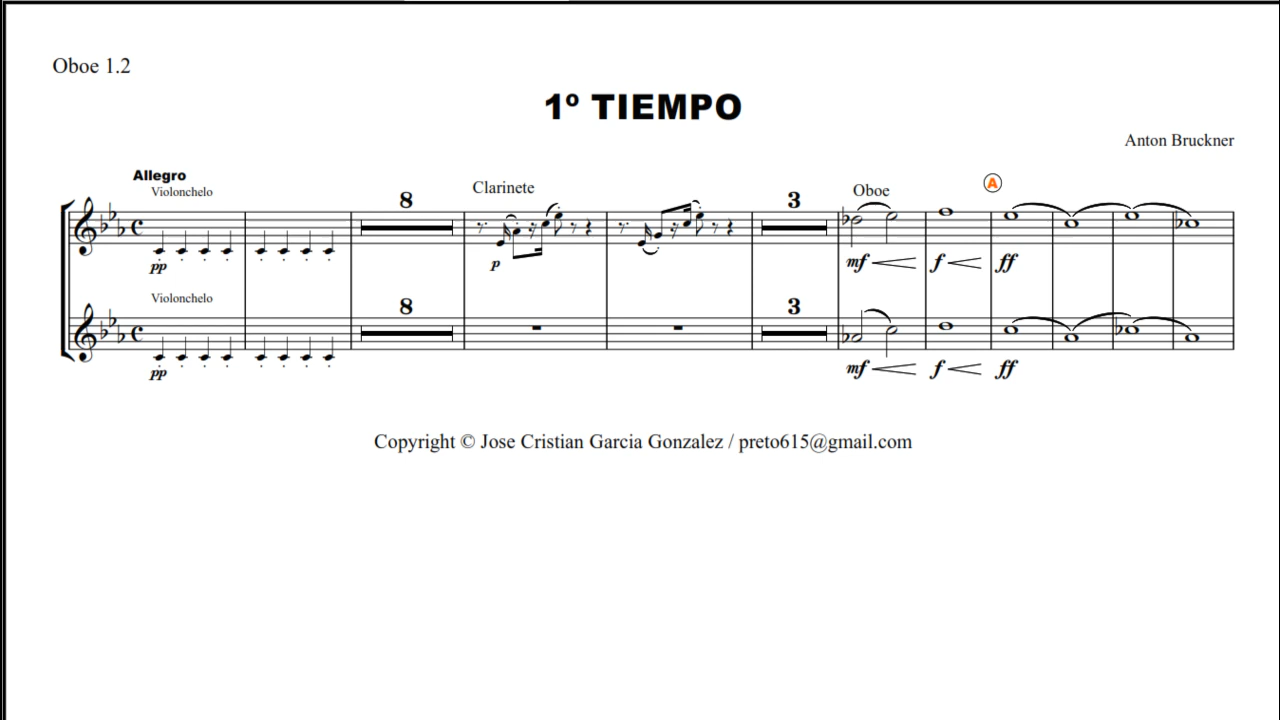 Oboe 1.2
1º TIEMPO
Anton Bruckner
Allegro
Violonchelo
8
Clarinete
3
Oboe
A
pp
p
mf
f
ff
Violonchelo
8
3
pp
mf
f
ff
Copyright © Jose Cristian Garcia Gonzalez / preto615@gmail.com